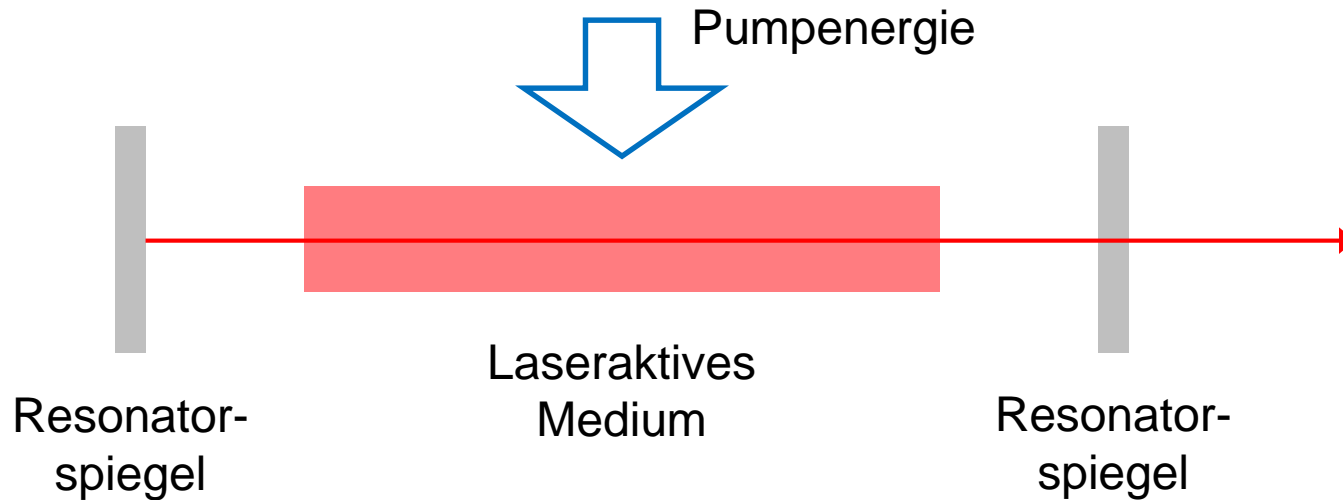 Pumpenergie
Laseraktives
Medium
Resonator-
spiegel
Resonator-
spiegel